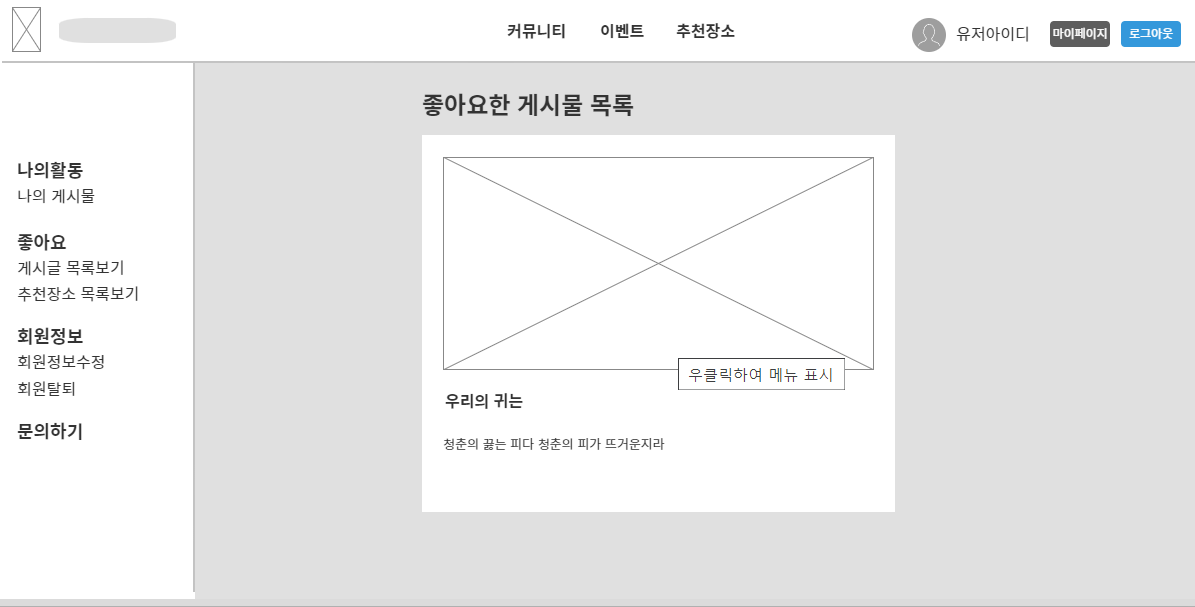 커뮤니티 이벤트 추천장소 유저아이디 마이페이지 로그아웃
좋아요한 게시물 목록
나의활동
나의 게시물
좋아요
게시글 목록보기
추천장소 목록보기
회원정보
회원정보수정
회원탈퇴
문의하기
우클릭하여 메뉴 표시
우리의 귀는
청춘의 끓는 피다 청춘의 피가 뜨거운지라